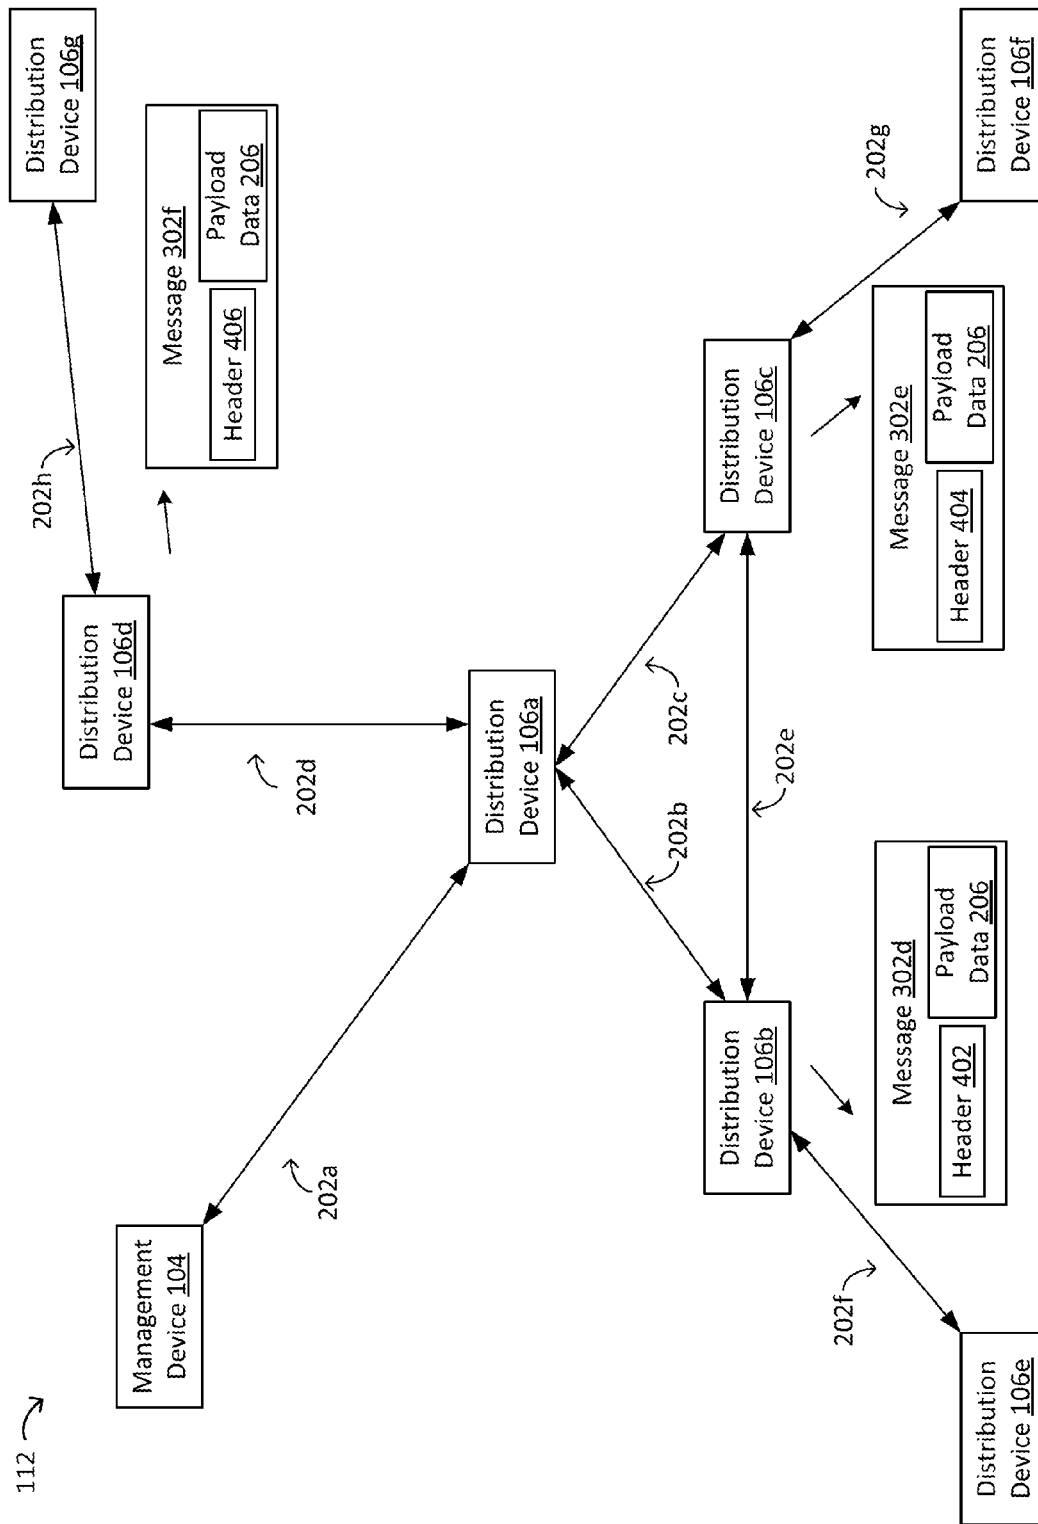 112
Management
Device 104
202a
Distribution
Device 106d
202h
Distribution
Device 106g
Message 302f
Header 406
Payload
Data 206
202d
Distribution
Device 106a
202b
202c
202e
Distribution
Device 106b
Distribution
Device 106c
202f
202g
Message 302d
Header 402
Payload
Data 206
Message 302e
Header 404
Payload
Data 206
Distribution
Device 106e
Distribution
Device 106f